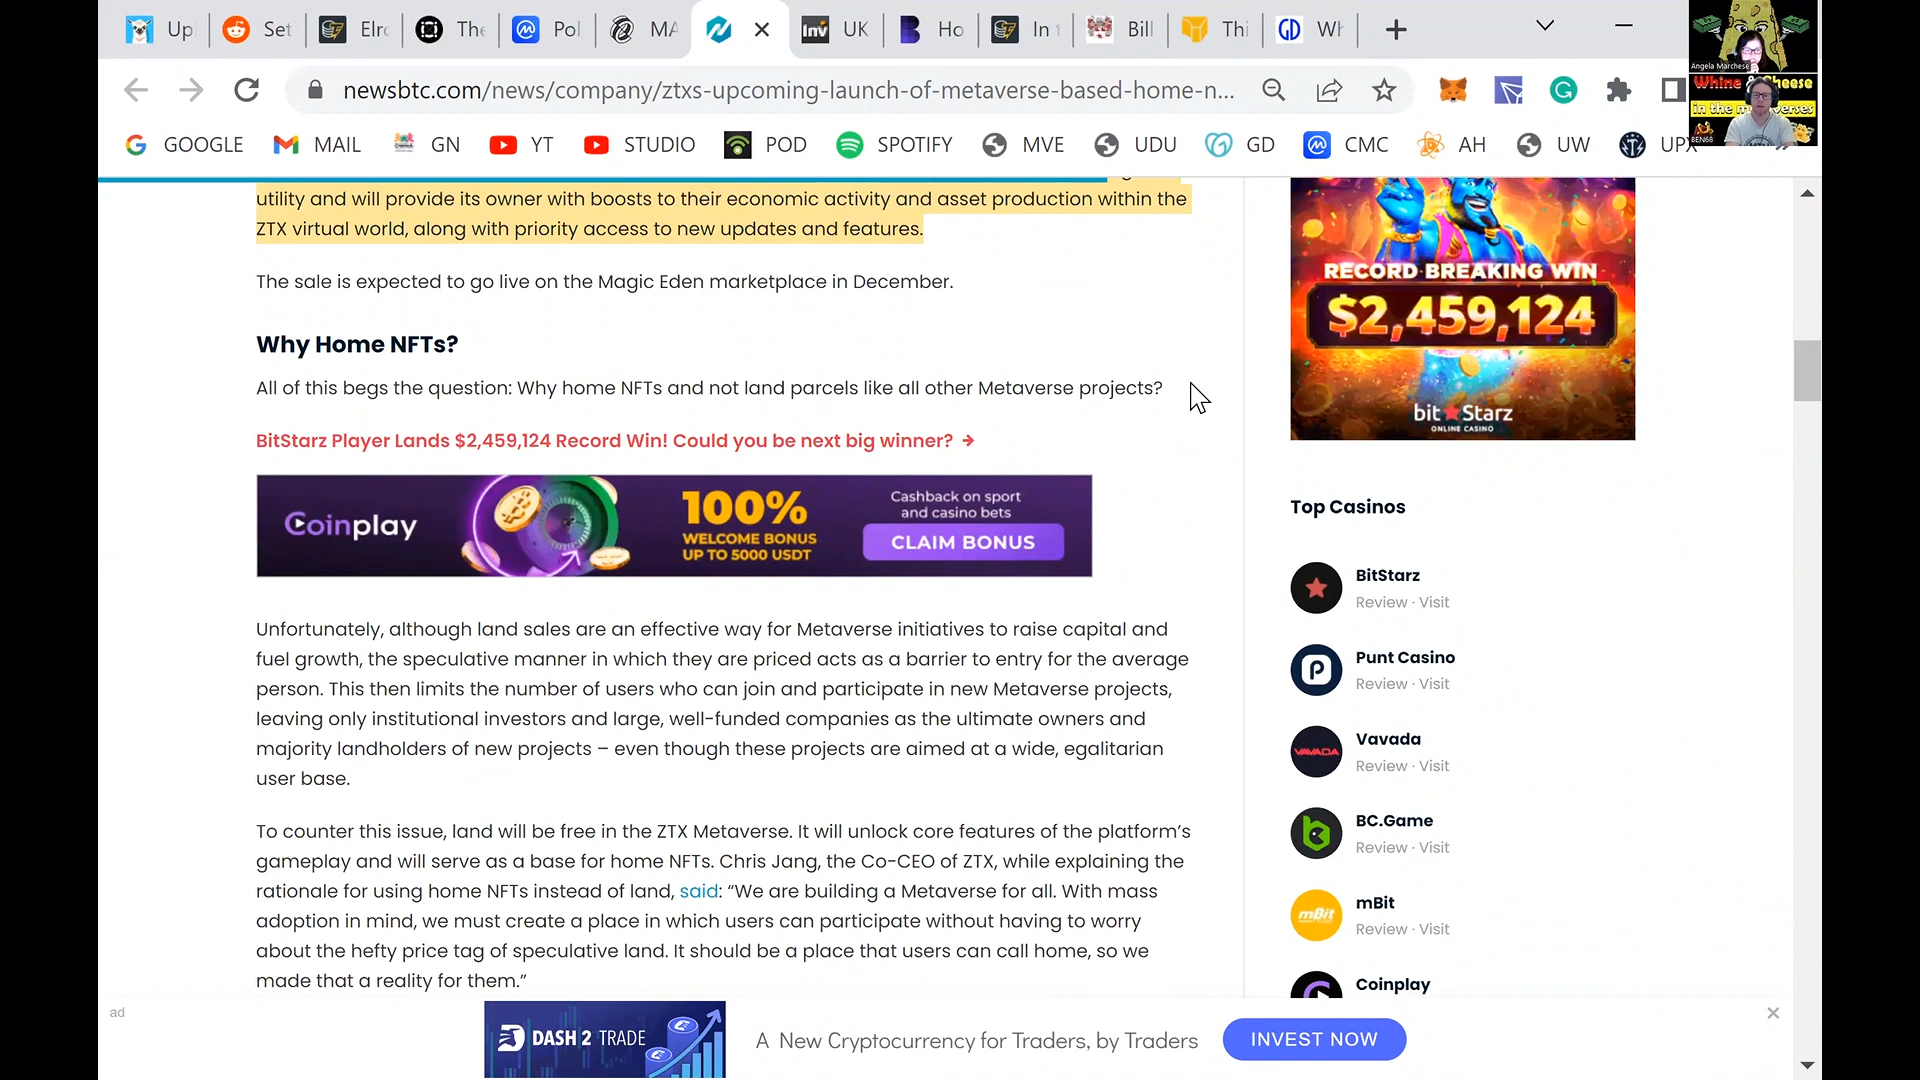 Up
Set
Elro
The
Pol
MA
Inv
UK
Ho
In t
Bill
Thi
GD
Wh
newsbtc.com/news/company/ztxs-upcoming-launch-of-metaverse-based-home-n...
Angela Marchese
Whine & Cheese
in the metaverses
BEN68
GOOGLE
MAIL
GN
YT
STUDIO
POD
SPOTIFY
MVE
UDU
GD
CMC
AH
UW
UPX
utility and will provide its owner with boosts to their economic activity and asset production within the
ZTX virtual world, along with priority access to new updates and features.
The sale is expected to go live on the Magic Eden marketplace in December.
Why Home NFTs?
All of this begs the question: Why home NFTs and not land parcels like all other Metaverse projects?
BitStarz Player Lands $2,459,124 Record Win! Could you be next big winner? →
Coinplay
100%
WELCOME BONUS
UP TO 5000 USDT
Cashback on sport
and casino bets
CLAIM BONUS
Unfortunately, although land sales are an effective way for Metaverse initiatives to raise capital and
fuel growth, the speculative manner in which they are priced acts as a barrier to entry for the average
person. This then limits the number of users who can join and participate in new Metaverse projects,
leaving only institutional investors and large, well-funded companies as the ultimate owners and
majority landholders of new projects – even though these projects are aimed at a wide, egalitarian
user base.
To counter this issue, land will be free in the ZTX Metaverse. It will unlock core features of the platform's
gameplay and will serve as a base for home NFTs. Chris Jang, the Co-CEO of ZTX, while explaining the
rationale for using home NFTs instead of land, said: “We are building a Metaverse for all. With mass
adoption in mind, we must create a place in which users can participate without having to worry
about the hefty price tag of speculative land. It should be a place that users can call home, so we
made that a reality for them.”
RECORD BREAKING WIN
$2,459,124
bit Starz
ONLINE CASINO
Top Casinos
BitStarz
Review · Visit
Punt Casino
Review · Visit
VAVADA
Vavada
Review · Visit
BC.Game
Review · Visit
mBit
mBit
Review · Visit
Coinplay
ad
DASH 2 TRADE
A New Cryptocurrency for Traders, by Traders
INVEST NOW